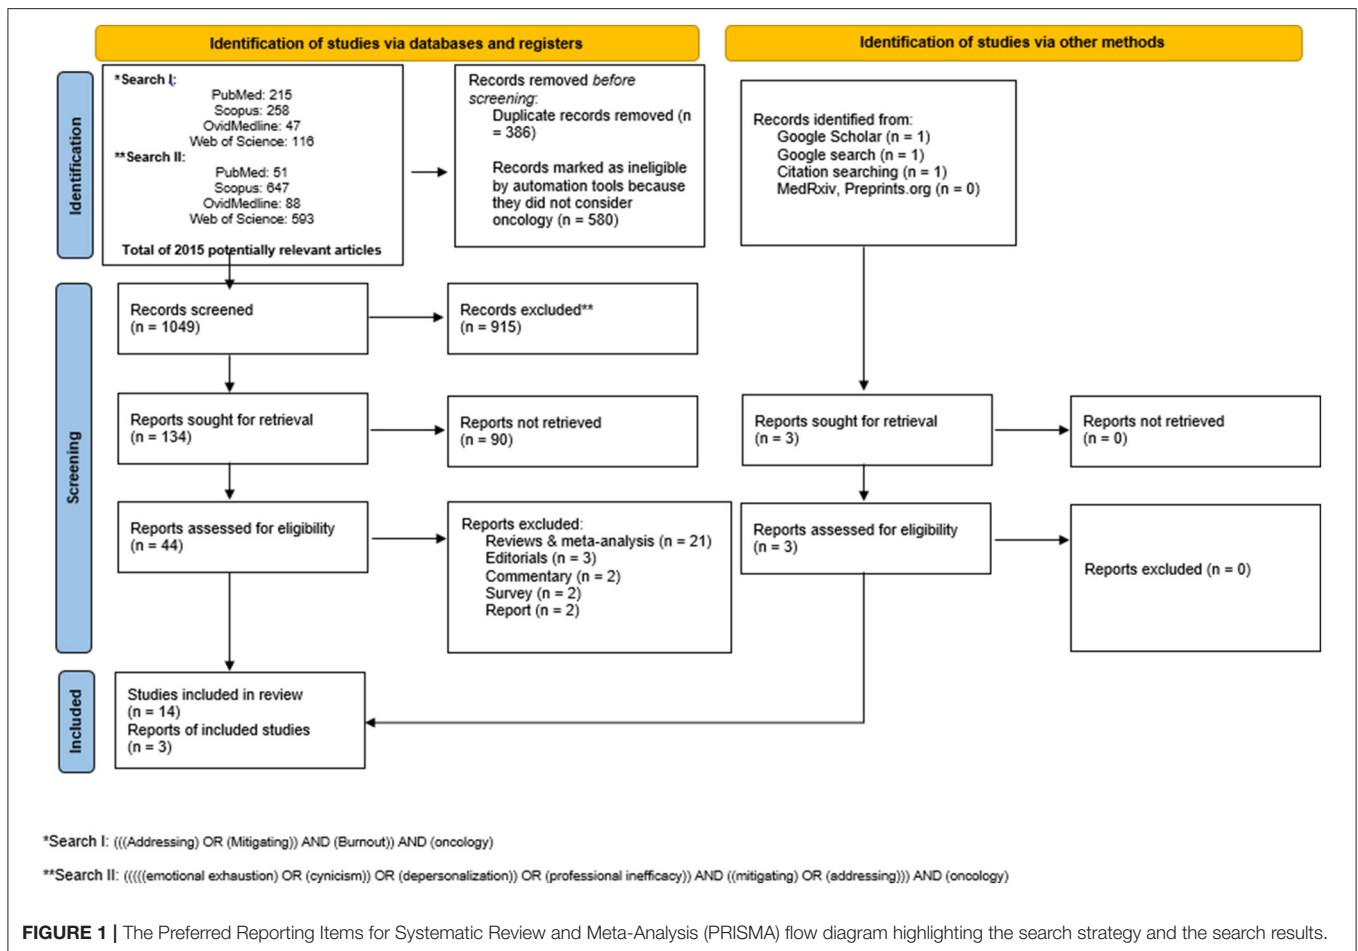 Identification of studies via databases and registers
Identification of studies via other methods
Identification
*Search I:
PubMed: 215
Scopus: 258
OvidMedline: 47
Web of Science: 116
**Search II:
PubMed: 51
Scopus: 647
OvidMedline: 88
Web of Science: 593
Total of 2015 potentially relevant articles
Records removed before
screening:
Duplicate records removed (n
= 386)
Records marked as ineligible
by automation tools because
they did not consider
oncology (n = 580)
Records identified from:
Google Scholar (n = 1)
Google search (n = 1)
Citation searching (n = 1)
MedRxiv, Preprints.org (n = 0)
Screening
Records screened
(n = 1049)
Records excluded**
(n = 915)
Reports sought for retrieval
(n = 134)
Reports not retrieved
(n = 90)
Reports sought for retrieval
(n = 3)
Reports not retrieved
(n = 0)
Reports assessed for eligibility
(n = 44)
Reports excluded:
Reviews & meta-analysis (n = 21)
Editorials (n = 3)
Commentary (n = 2)
Survey (n = 2)
Report (n = 2)
Reports assessed for eligibility
(n = 3)
Reports excluded (n = 0)
Included
Studies included in review
(n = 14)
Reports of included studies
(n = 3)
*Search I: (((Addressing) OR (Mitigating)) AND (Burnout)) AND (oncology)
**Search II: (((((emotional exhaustion) OR (cynicism)) OR (depersonalization)) OR (professional inefficacy)) AND ((mitigating) OR (addressing))) AND (oncology)
FIGURE 1 | The Preferred Reporting Items for Systematic Review and Meta-Analysis (PRISMA) flow diagram highlighting the search strategy and the search results.